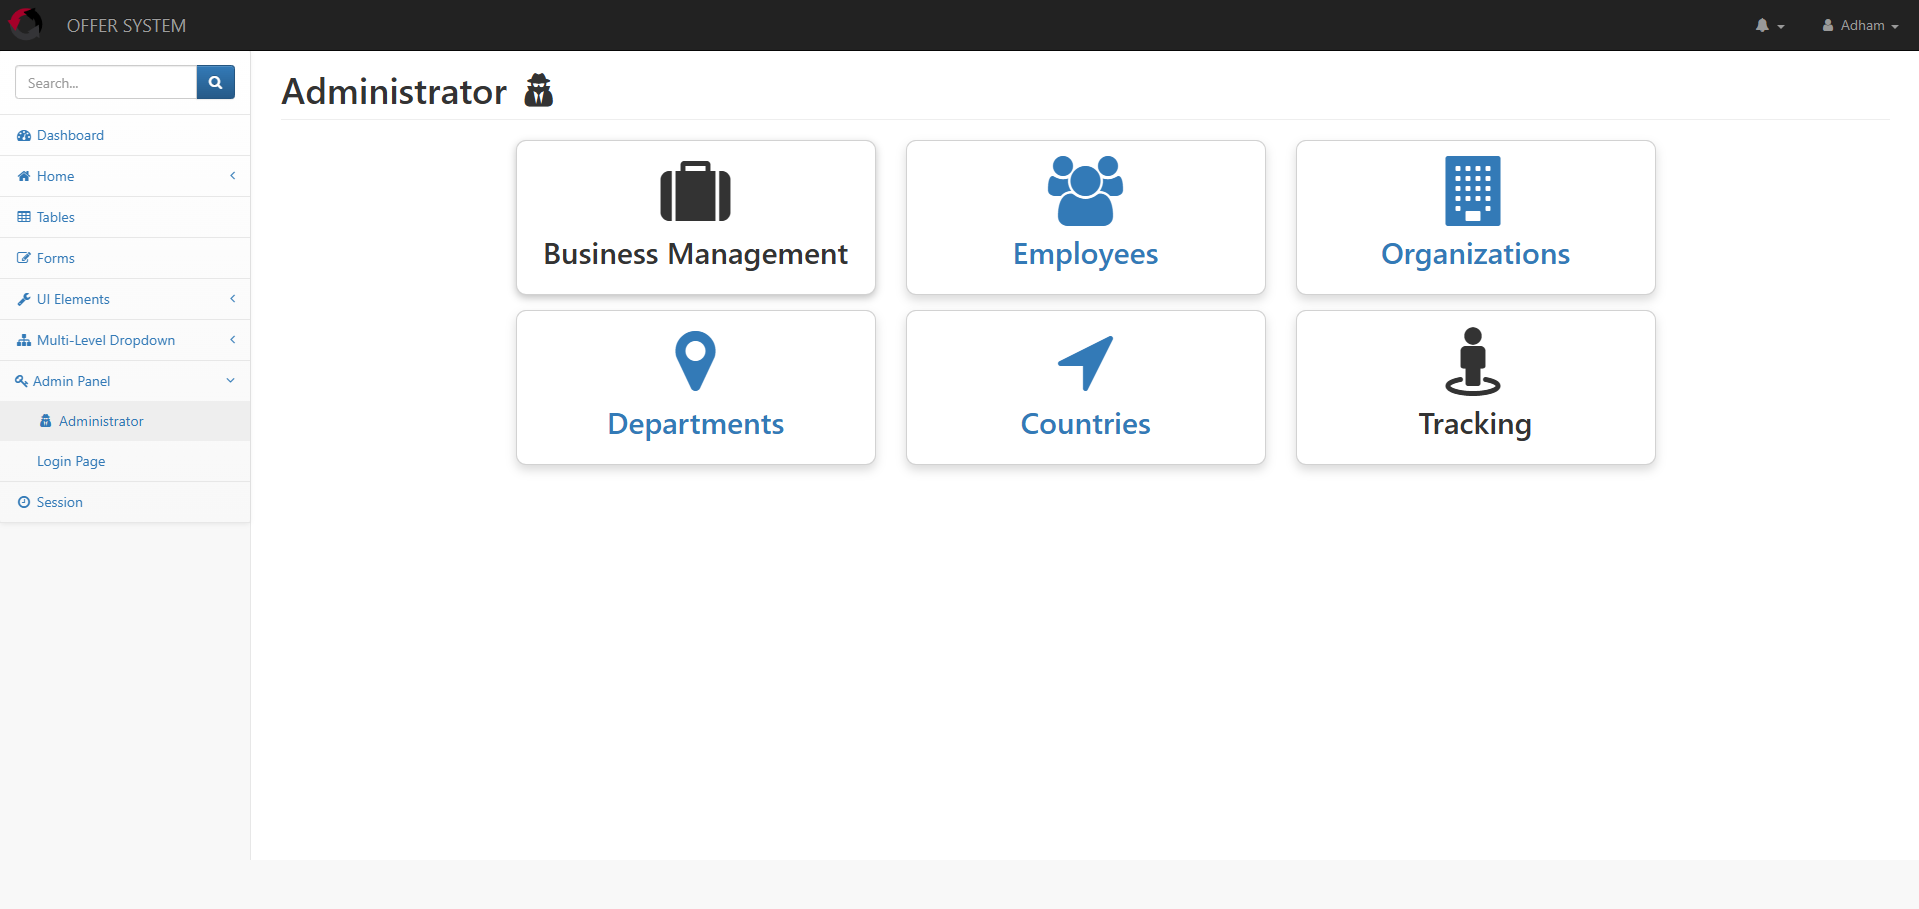 OFFER SYSTEM
Adham
Search...
Dashboard
Home
Tables
Forms
UI Elements
Multi-Level Dropdown
Admin Panel
Administrator
Login Page
Session
Administrator
Business Management
Employees
Organizations
Departments
Countries
Tracking